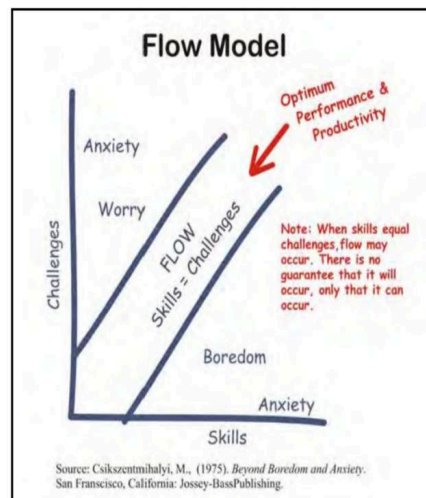 Flow Model
Optimum
Performance &
Productivity
Anxiety
Worry
Challenges
FLOW
Skills = Challenges
Note: When skills equal
challenges,flow may
occur. There is no
guarantee that it will
occur, only that it can
occur.
Boredom
Anxiety
Skills
Source: Csikszentmihalyi, M., (1975). Beyond Boredom and Anxiety.
San Franscisco, California: Jossey-BassPublishing.